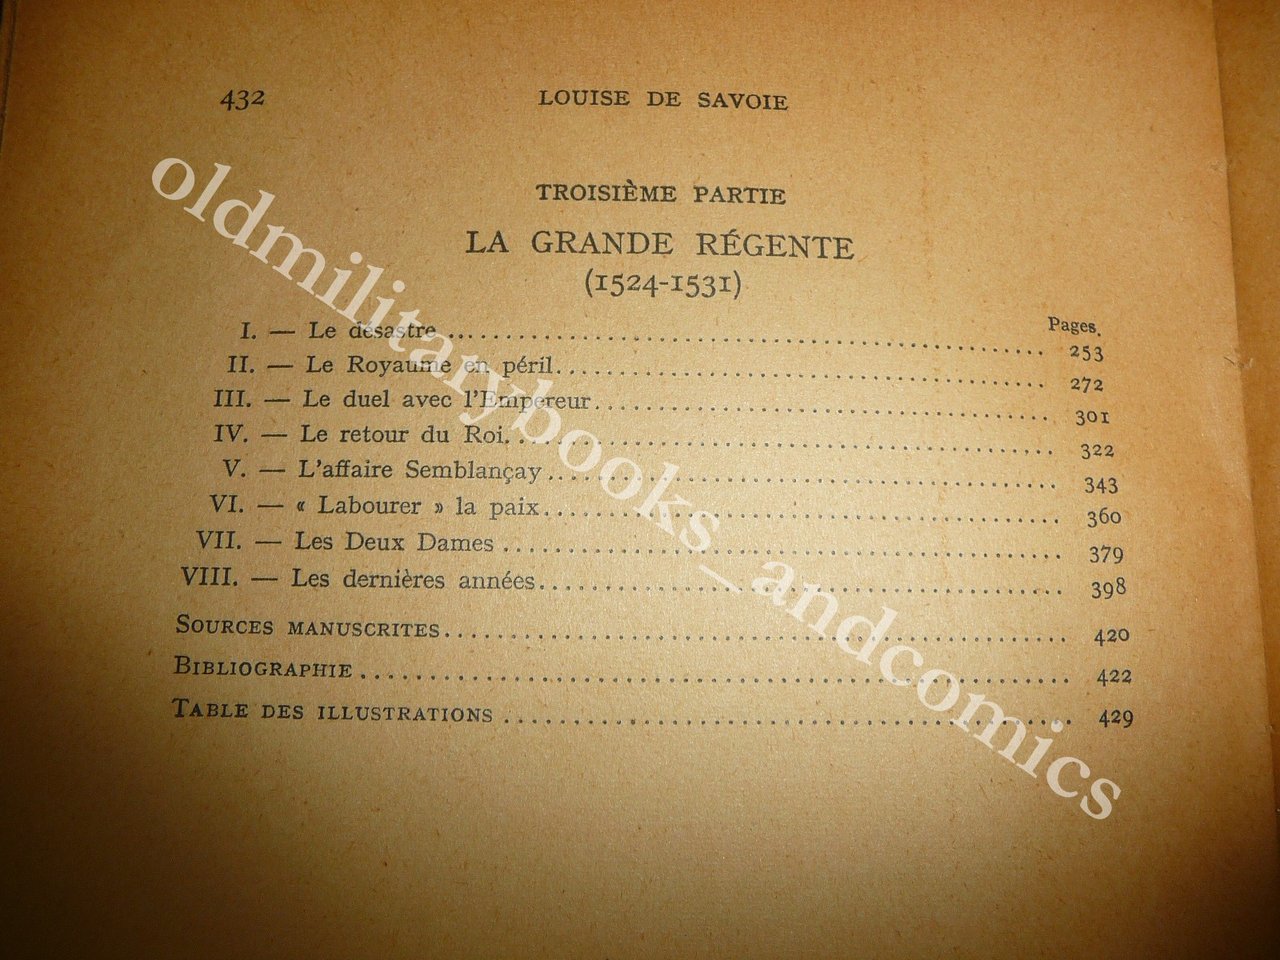 432 LOUISE DE SAVOIE
TROISIÈME PARTIE
LA GRANDE RÉGENTE
(1524-1531)
Pages.
I. — Le désastre .......... 253
II. — Le Royaume en péril .......... 272
III. — Le duel avec l'Empereur .......... 301
IV. — Le retour du Roi .......... 322
V. — L'affaire Semblançay .......... 343
VI. — « Labourer » la paix .......... 360
VII. — Les Deux Dames .......... 379
VIII. — Les dernières années .......... 398
SOURCES MANUSCRITES .......... 420
BIBLIOGRAPHIE .......... 422
TABLE DES ILLUSTRATIONS .......... 429
oldmilitarybooks_andcomics